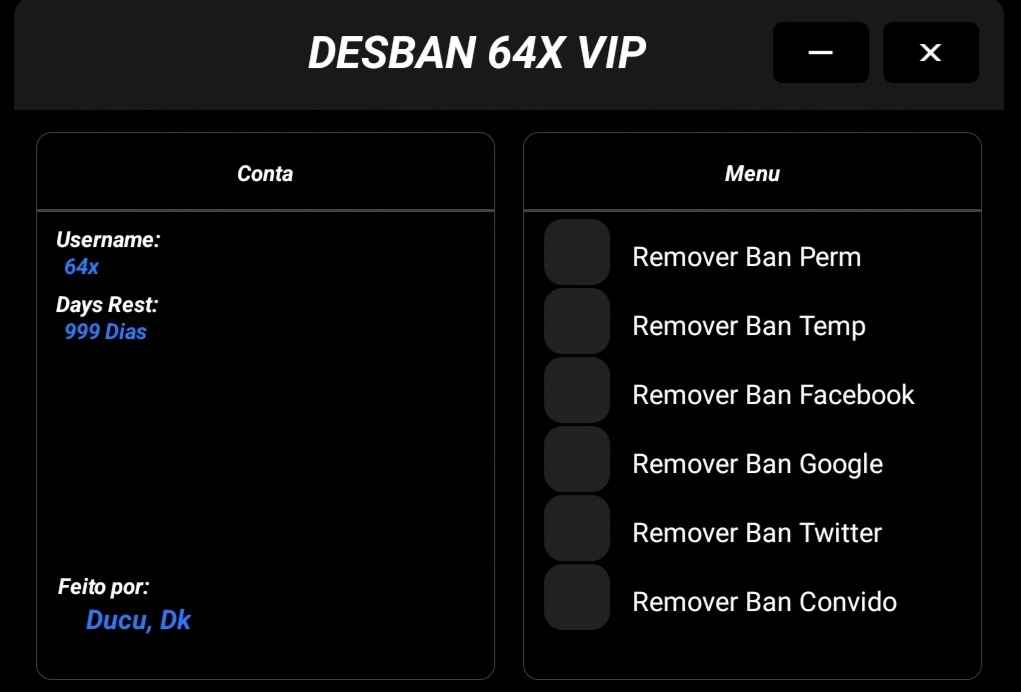 DESBAN 64X VIP
Conta
Username:
64x
Days Rest:
999 Dias
Feito por:
Ducu, Dk
Menu
Remover Ban Perm
Remover Ban Temp
Remover Ban Facebook
Remover Ban Google
Remover Ban Twitter
Remover Ban Convido